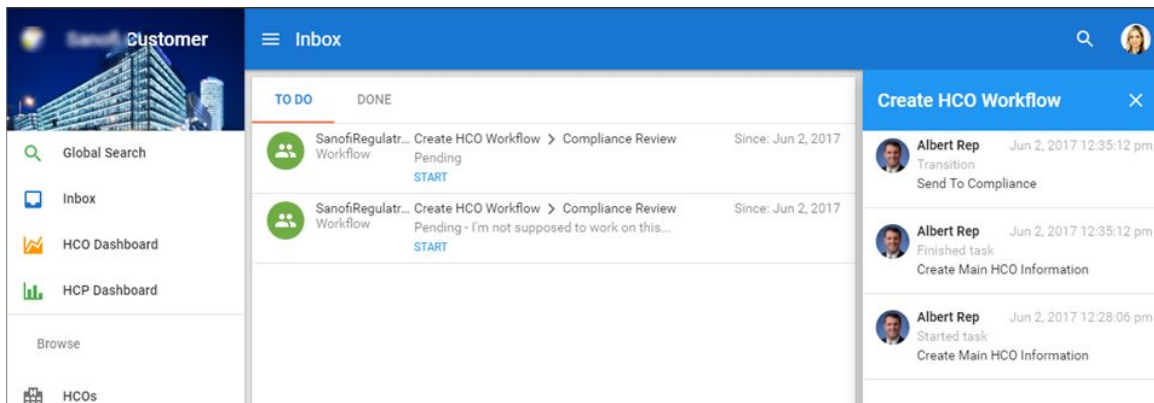 Customer
Global Search
Inbox
HCO Dashboard
HCP Dashboard
Browse
HCOs
Inbox
TO DO DONE
SanofiRegulatr... Create HCO Workflow > Compliance Review Since: Jun 2, 2017
Workflow Pending
START
SanofiRegulatr... Create HCO Workflow > Compliance Review Since: Jun 2, 2017
Workflow Pending - I'm not supposed to work on this...
START
Create HCO Workflow
Albert Rep Jun 2, 2017 12:35:12 pm
Transition
Send To Compliance
Albert Rep Jun 2, 2017 12:35:12 pm
Finished task
Create Main HCO Information
Albert Rep Jun 2, 2017 12:28:06 pm
Started task
Create Main HCO Information